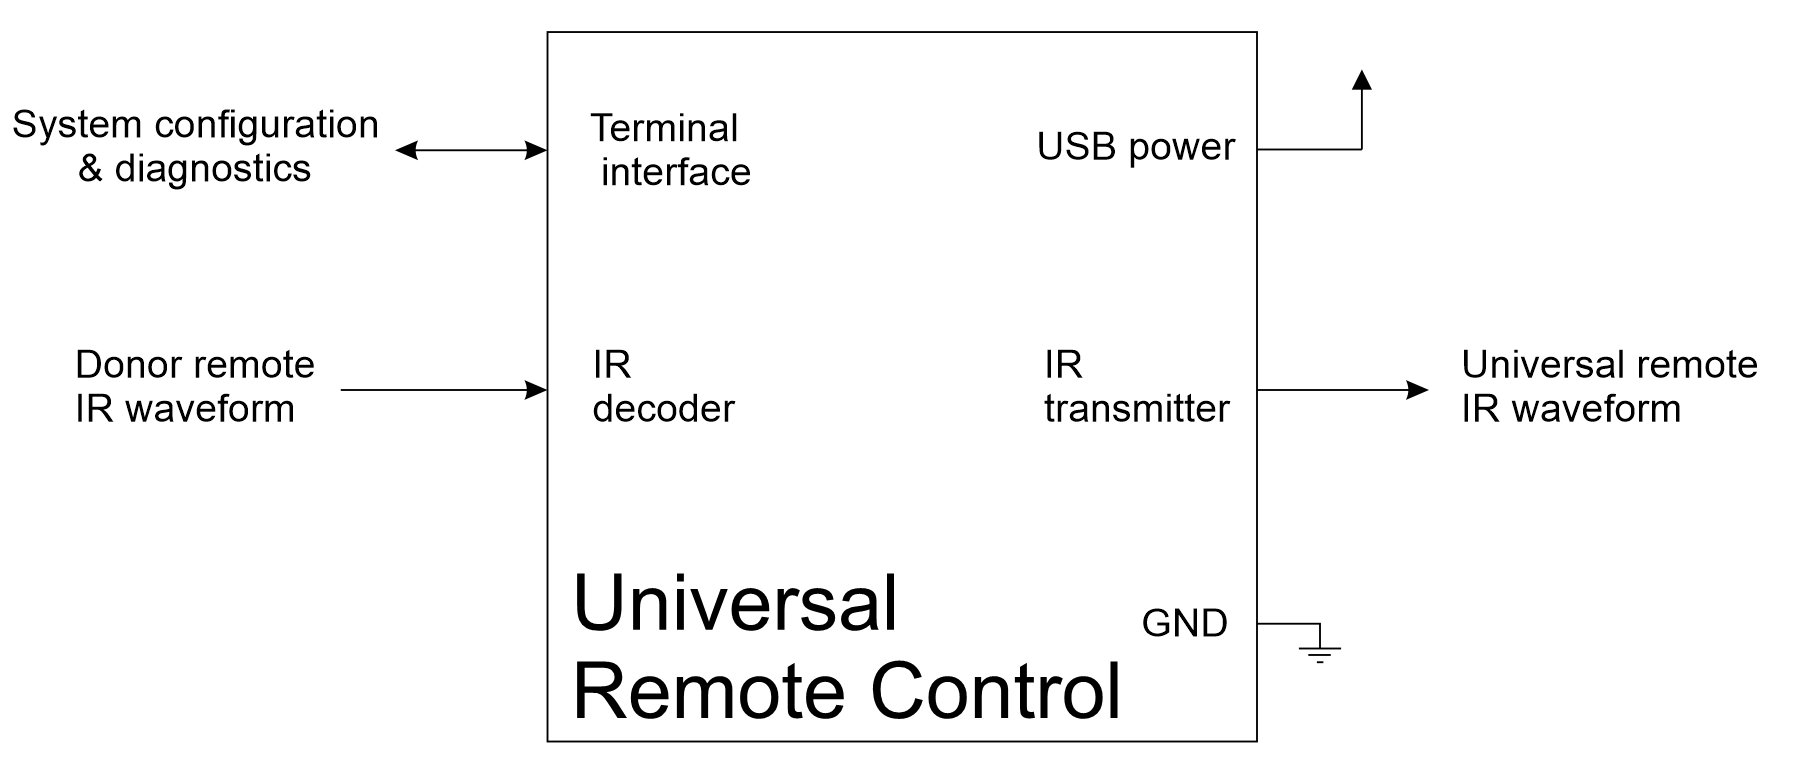 System configuration
& diagnostics
Terminal
interface
USB power
Donor remote
IR waveform
IR
decoder
IR
transmitter
Universal remote
IR waveform
GND
Universal
Remote Control